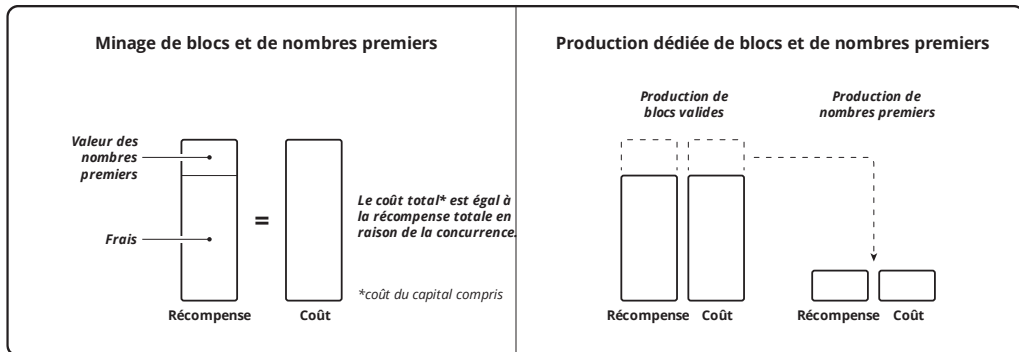 Minage de blocs et de nombres premiers
Valeur des
nombres
premiers
Frais
=
Récompense
Coût
Le coût total* est égal à
la récompense totale en
raison de la concurrence.
*coût du capital compris
Production dédiée de blocs et de nombres premiers
Production de
blocs valides
Production de
nombres premiers
Récompense
Coût
Récompense
Coût